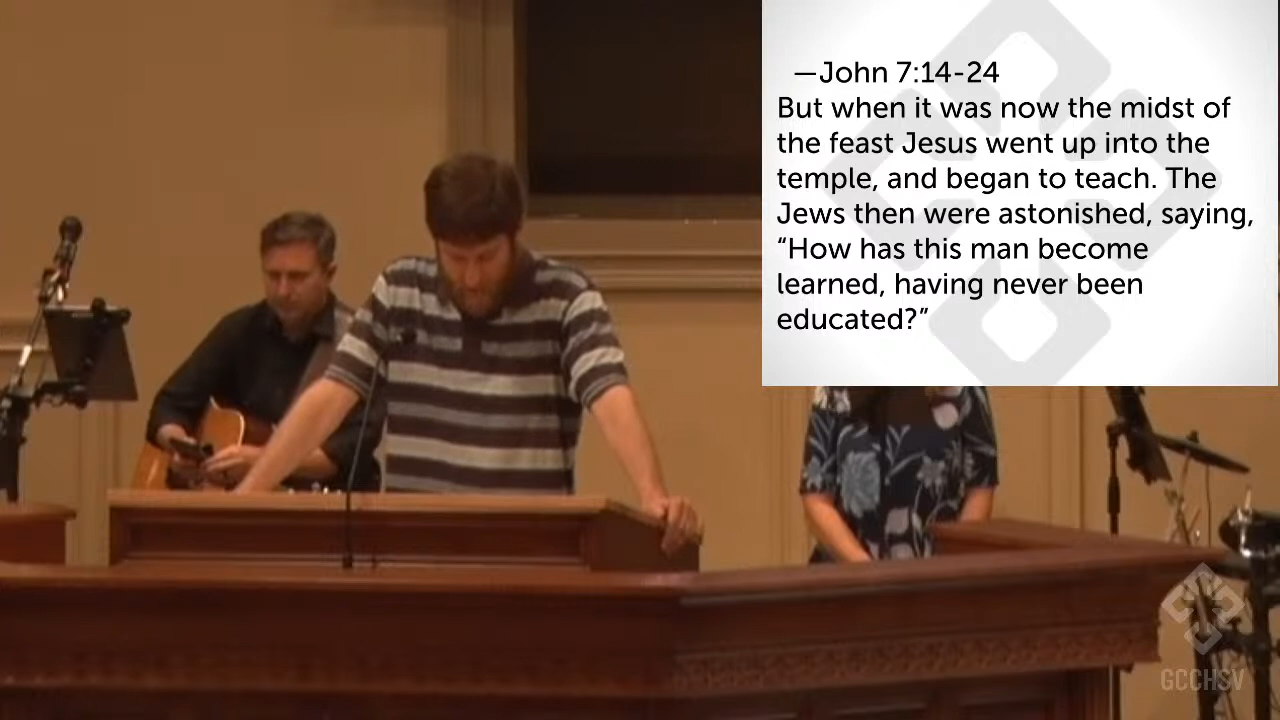 —John 7:14-24
But when it was now the midst of
the feast Jesus went up into the
temple, and began to teach. The
Jews then were astonished, saying,
“How has this man become
learned, having never been
educated?”
GCCHSV